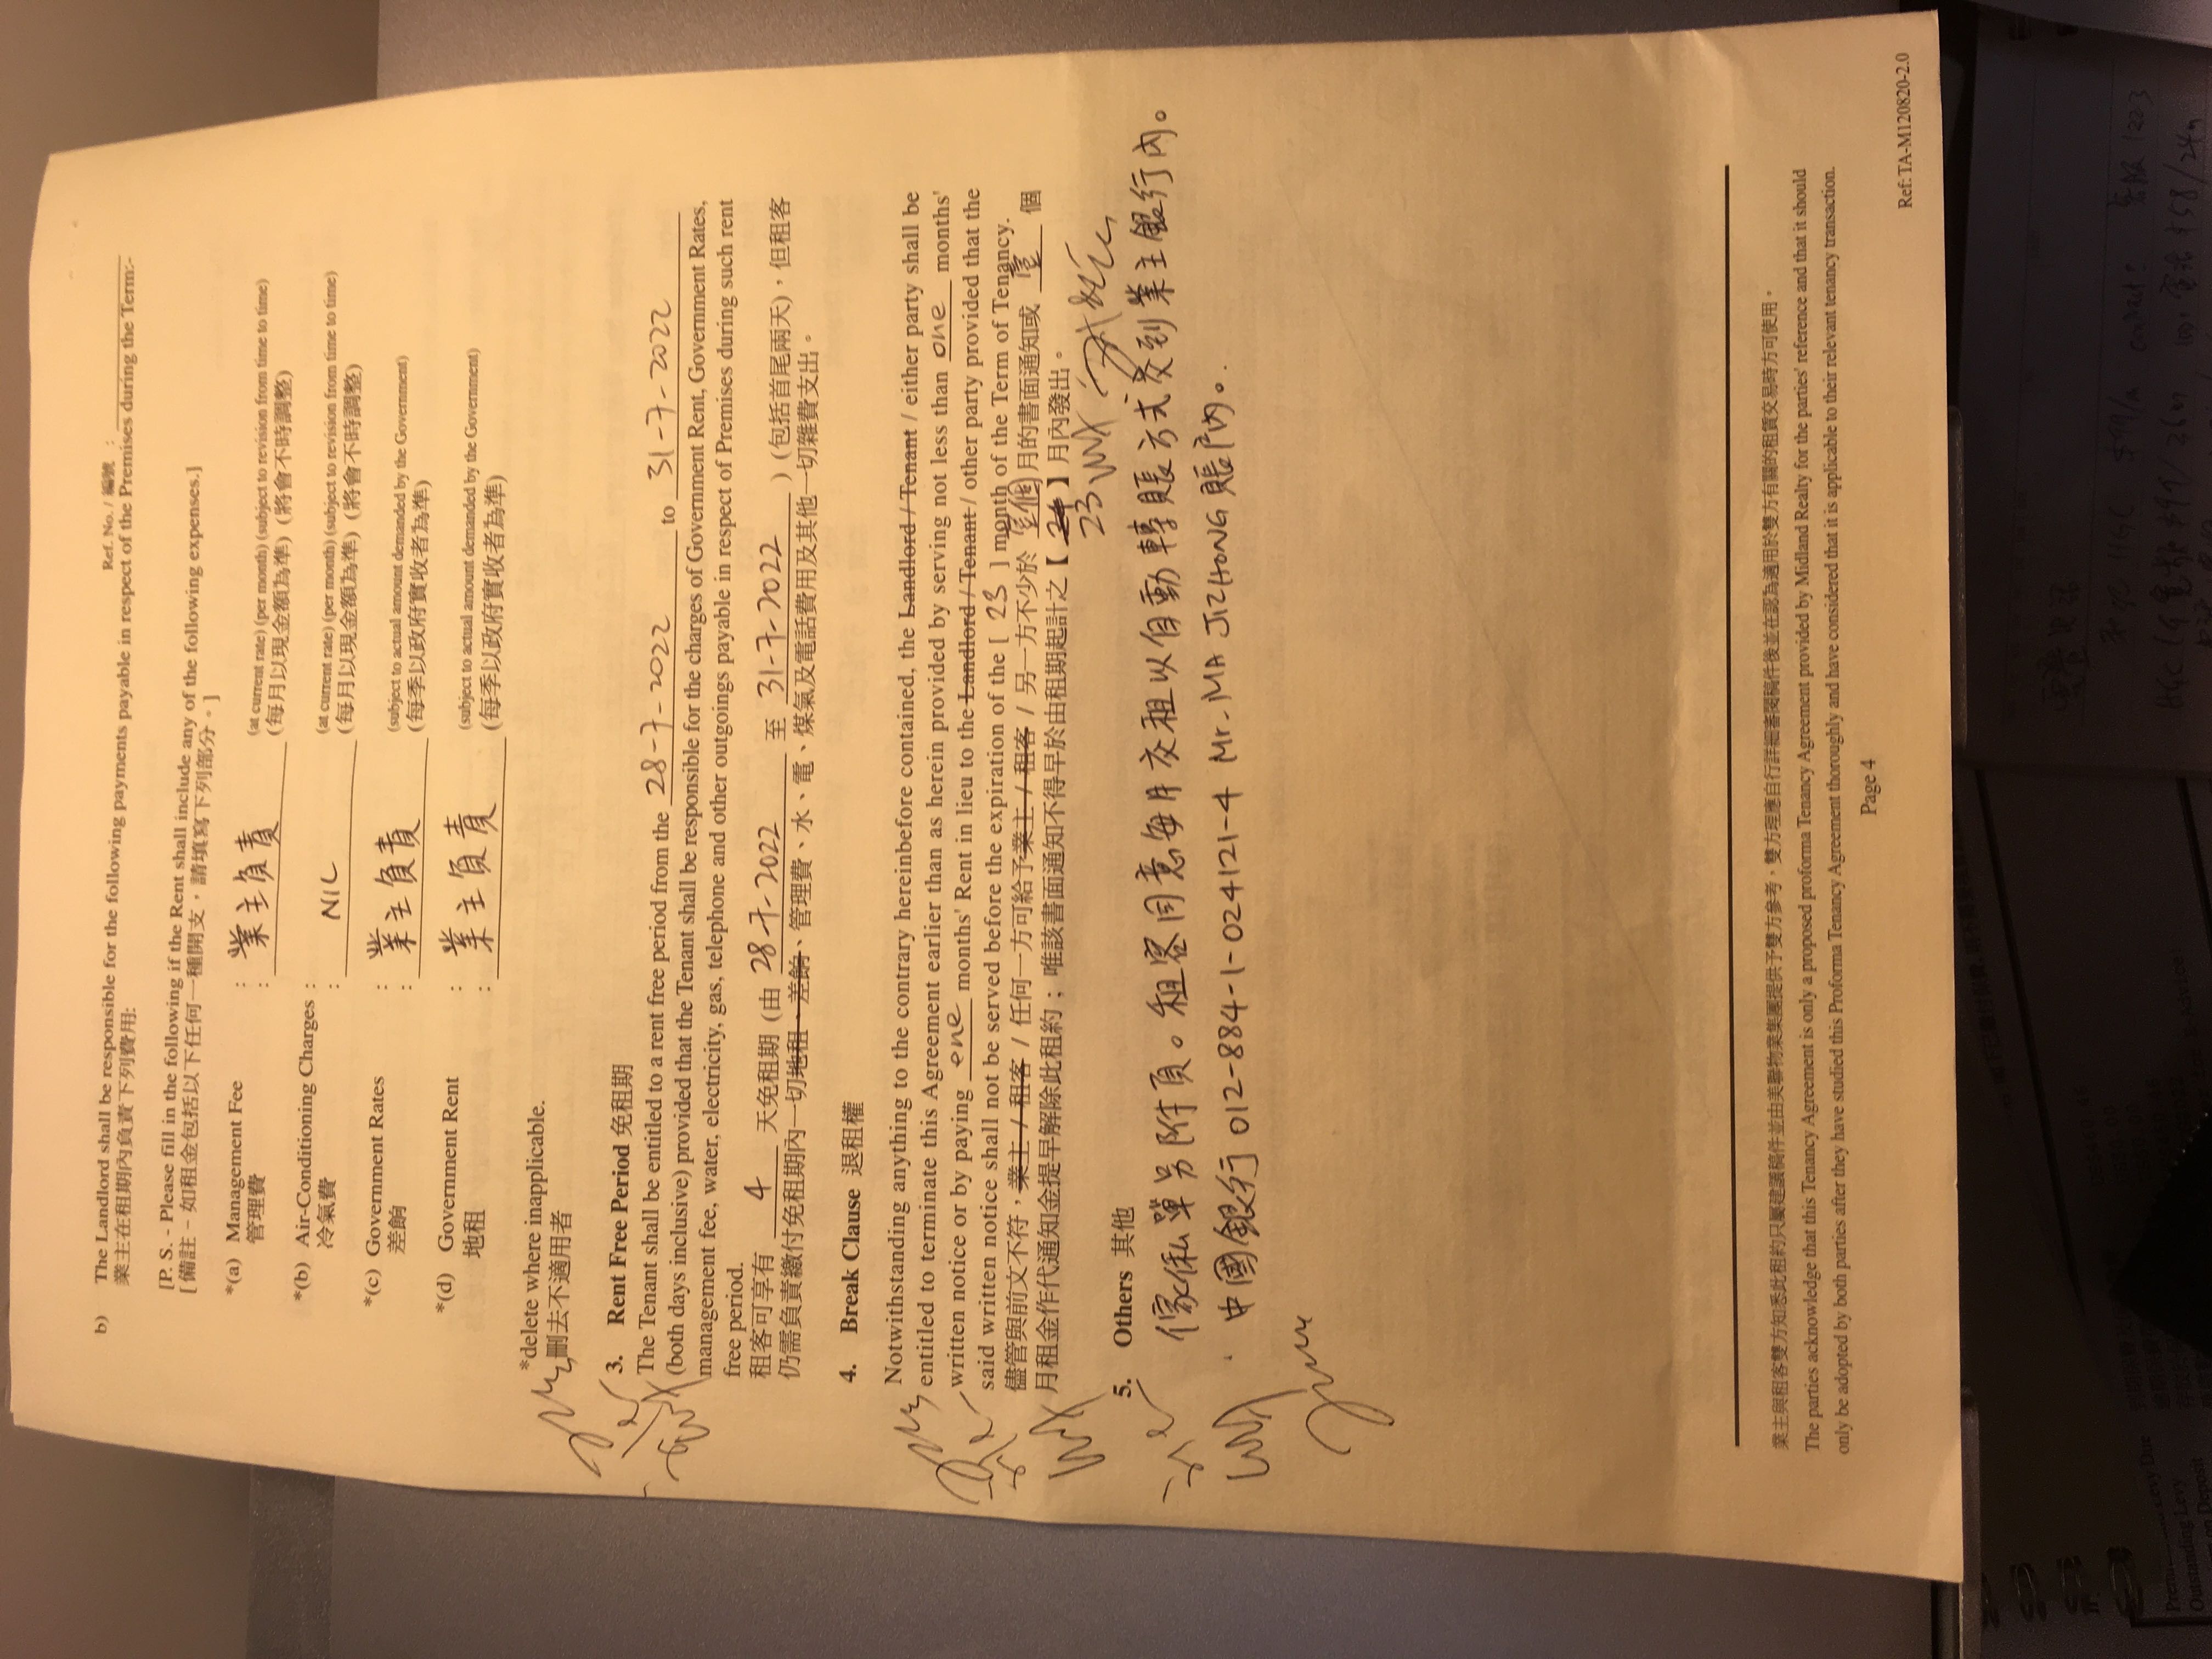 Ref. No. / 編號 :
b) The Landlord shall be responsible for the following payments payable in respect of the Premises during the Term:-
業主在租期內負責下列費用:
[P. S. - Please fill in the following if the Rent shall include any of the following expenses.]
[備註 - 如租金包括以下任何一種開支，請填寫下列部分。]
*(a) Management Fee : (at current rate) (per month) (subject to revision from time to time)
管理費 : 業主負責 (每月以現金額為準) (將會不時調整)
*(b) Air-Conditioning Charges : (at current rate) (per month) (subject to revision from time to time)
冷氣費 : NIL (每月以現金額為準) (將會不時調整)
*(c) Government Rates : (subject to actual amount demanded by the Government)
差餉 : 業主負責 (每季以政府實收者為準)
*(d) Government Rent : (subject to actual amount demanded by the Government)
地租 : 業主負責 (每季以政府實收者為準)
*delete where inapplicable.
*刪去不適用者
3. Rent Free Period 免租期
The Tenant shall be entitled to a rent free period from the 28-7-2022 to 31-7-2022
(both days inclusive) provided that the Tenant shall be responsible for the charges of Government Rent, Government Rates,
management fee, water, electricity, gas, telephone and other outgoings payable in respect of Premises during such rent
free period.
租客可享有 4 天免租期 (由 28-7-2022 至 31-7-2022 ) (包括首尾兩天)，但租客
仍需負責繳付免租期內一切地租、差餉、管理費、水、電、煤氣及電話費用及其他一切雜費支出。
4. Break Clause 退租權
Notwithstanding anything to the contrary hereinbefore contained, the Landlord / Tenant / either party shall be
entitled to terminate this Agreement earlier than as herein provided by serving not less than one months'
written notice or by paying one months' Rent in lieu to the Landlord / Tenant / other party provided that the
said written notice shall not be served before the expiration of the [ 23 ] month of the Term of Tenancy.
儘管與前文不符，業主 / 租客 / 任何一方可給予業主 / 租客 / 另一方不少於 壹個 月的書面通知或 壹 個
月租金作代通知金提早解除此租約；唯該書面通知不得早於由租期起計之【 24 】月內發出。
23 WX
5. Others 其他
傢俬單另附頁。租客同意每月交租以自動轉賬方式交到業主銀行內。
中國銀行 012-884-1-024121-4 Mr. MA JIZHONG 賬戶內。
WX
業主與租客雙方知悉此租約只屬建議稿件並由美聯物業集團提供予雙方參考，雙方理應自行詳細審閱稿件後並在認為適用於雙方有關的租賃交易時方可使用。
The parties acknowledge that this Tenancy Agreement is only a proposed proforma Tenancy Agreement provided by Midland Realty for the parties' reference and that it should
only be adopted by both parties after they have studied this Proforma Tenancy Agreement thoroughly and have considered that it is applicable to their relevant tenancy transaction.
Page 4
Ref: TA-M120820-2.0